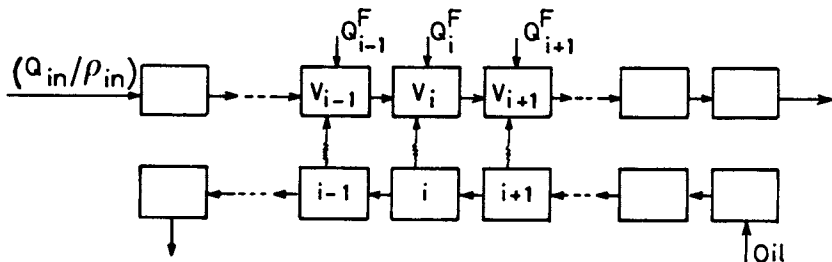 Q^F_{i-1} Q^F_i Q^F_{i+1}
(Q_in/ρ_in)
V_{i-1} V_i V_{i+1}
i-1 i i+1
Oil